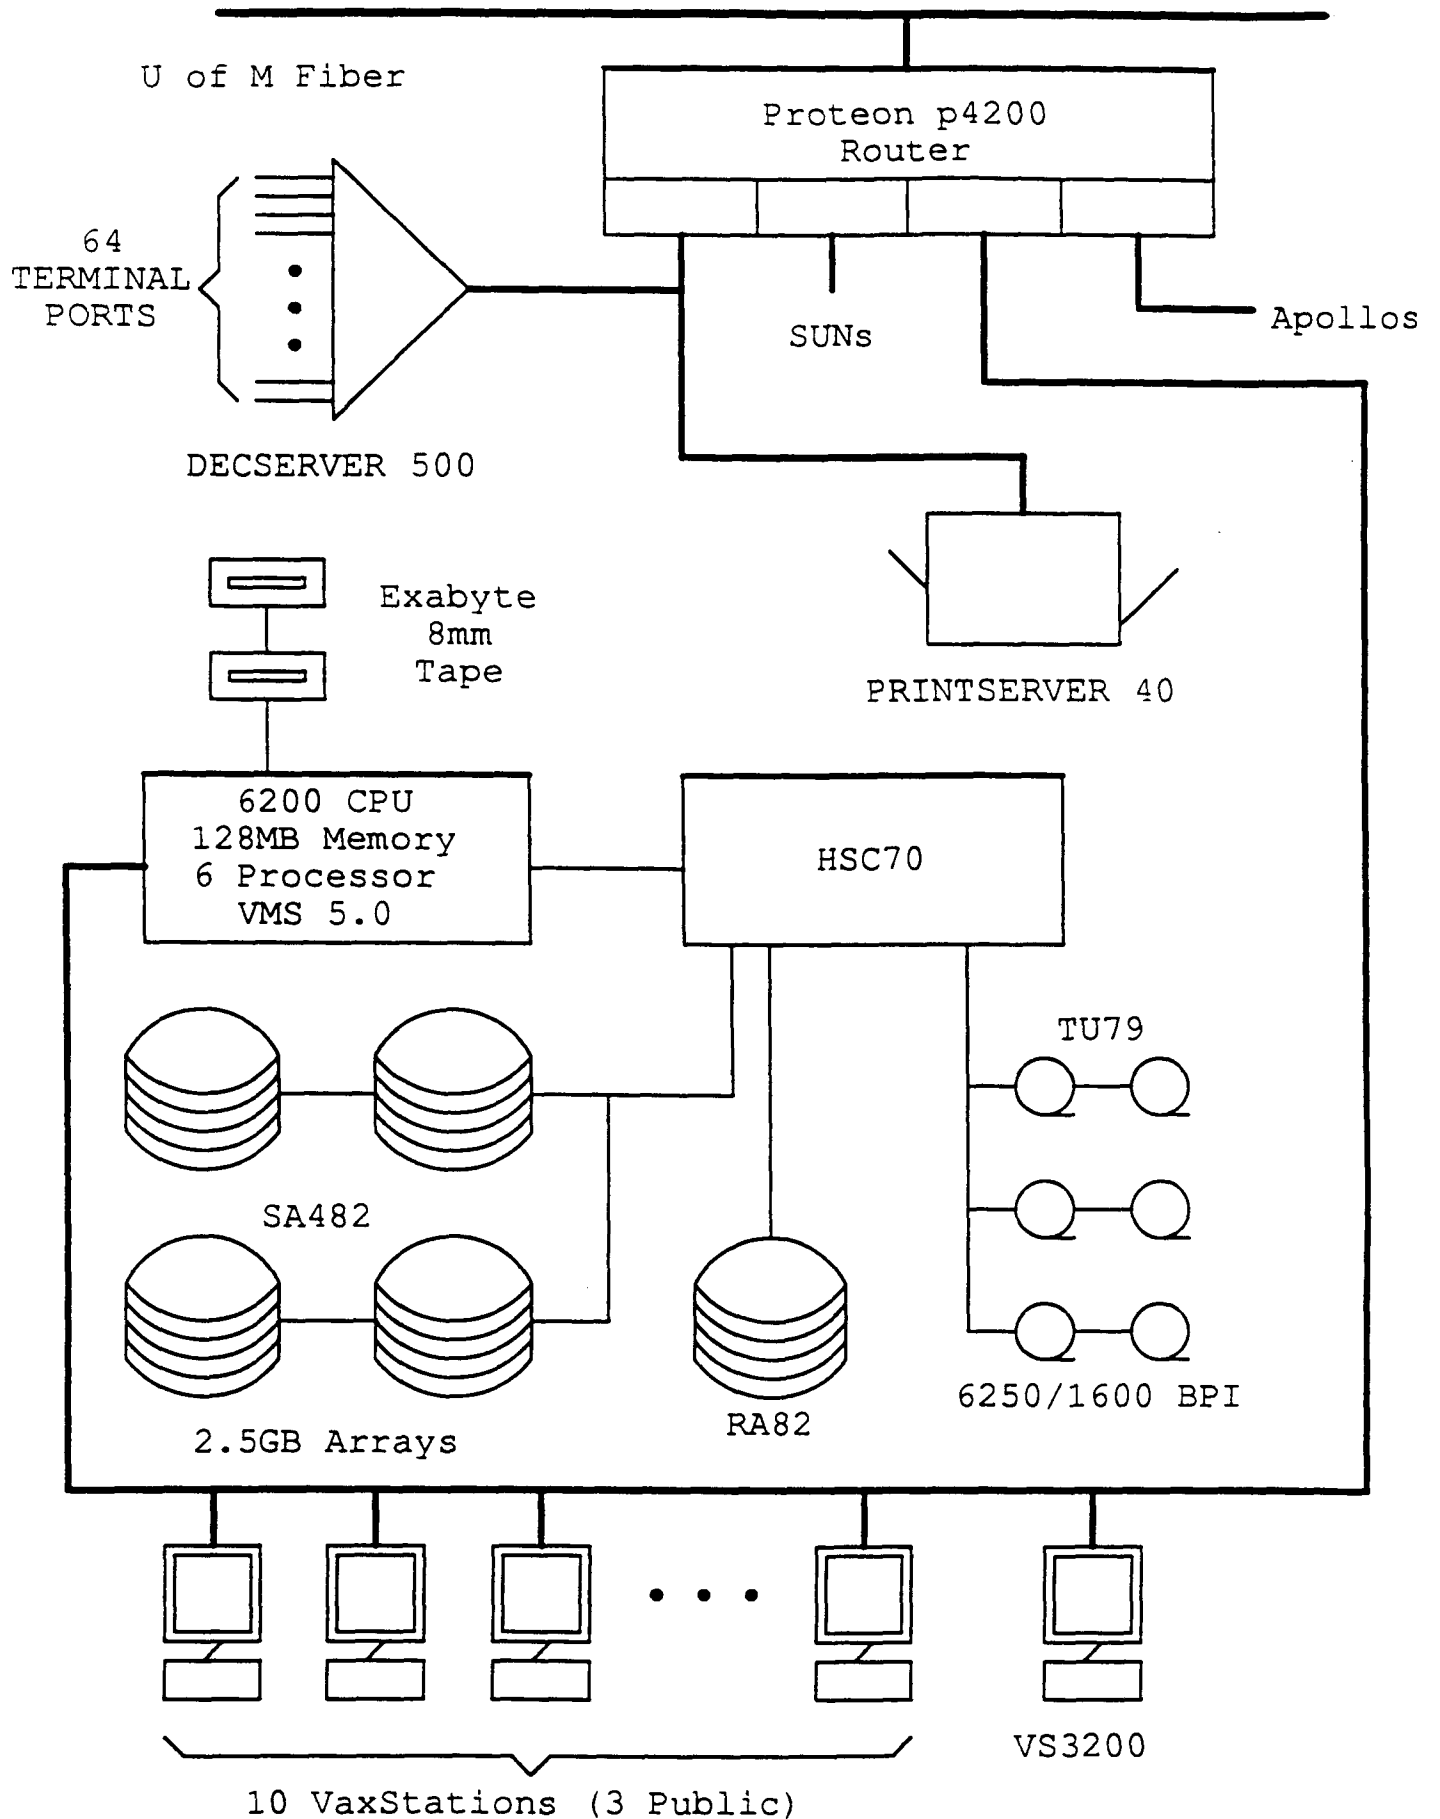 U of M Fiber
Proteon p4200
Router
64
TERMINAL
PORTS
SUNs
Apollos
DECSERVER 500
Exabyte
8mm
Tape
PRINTSERVER 40
6200 CPU
128MB Memory
6 Processor
VMS 5.0
HSC70
TU79
SA482
6250/1600 BPI
RA82
2.5GB Arrays
VS3200
10 VaxStations (3 Public)